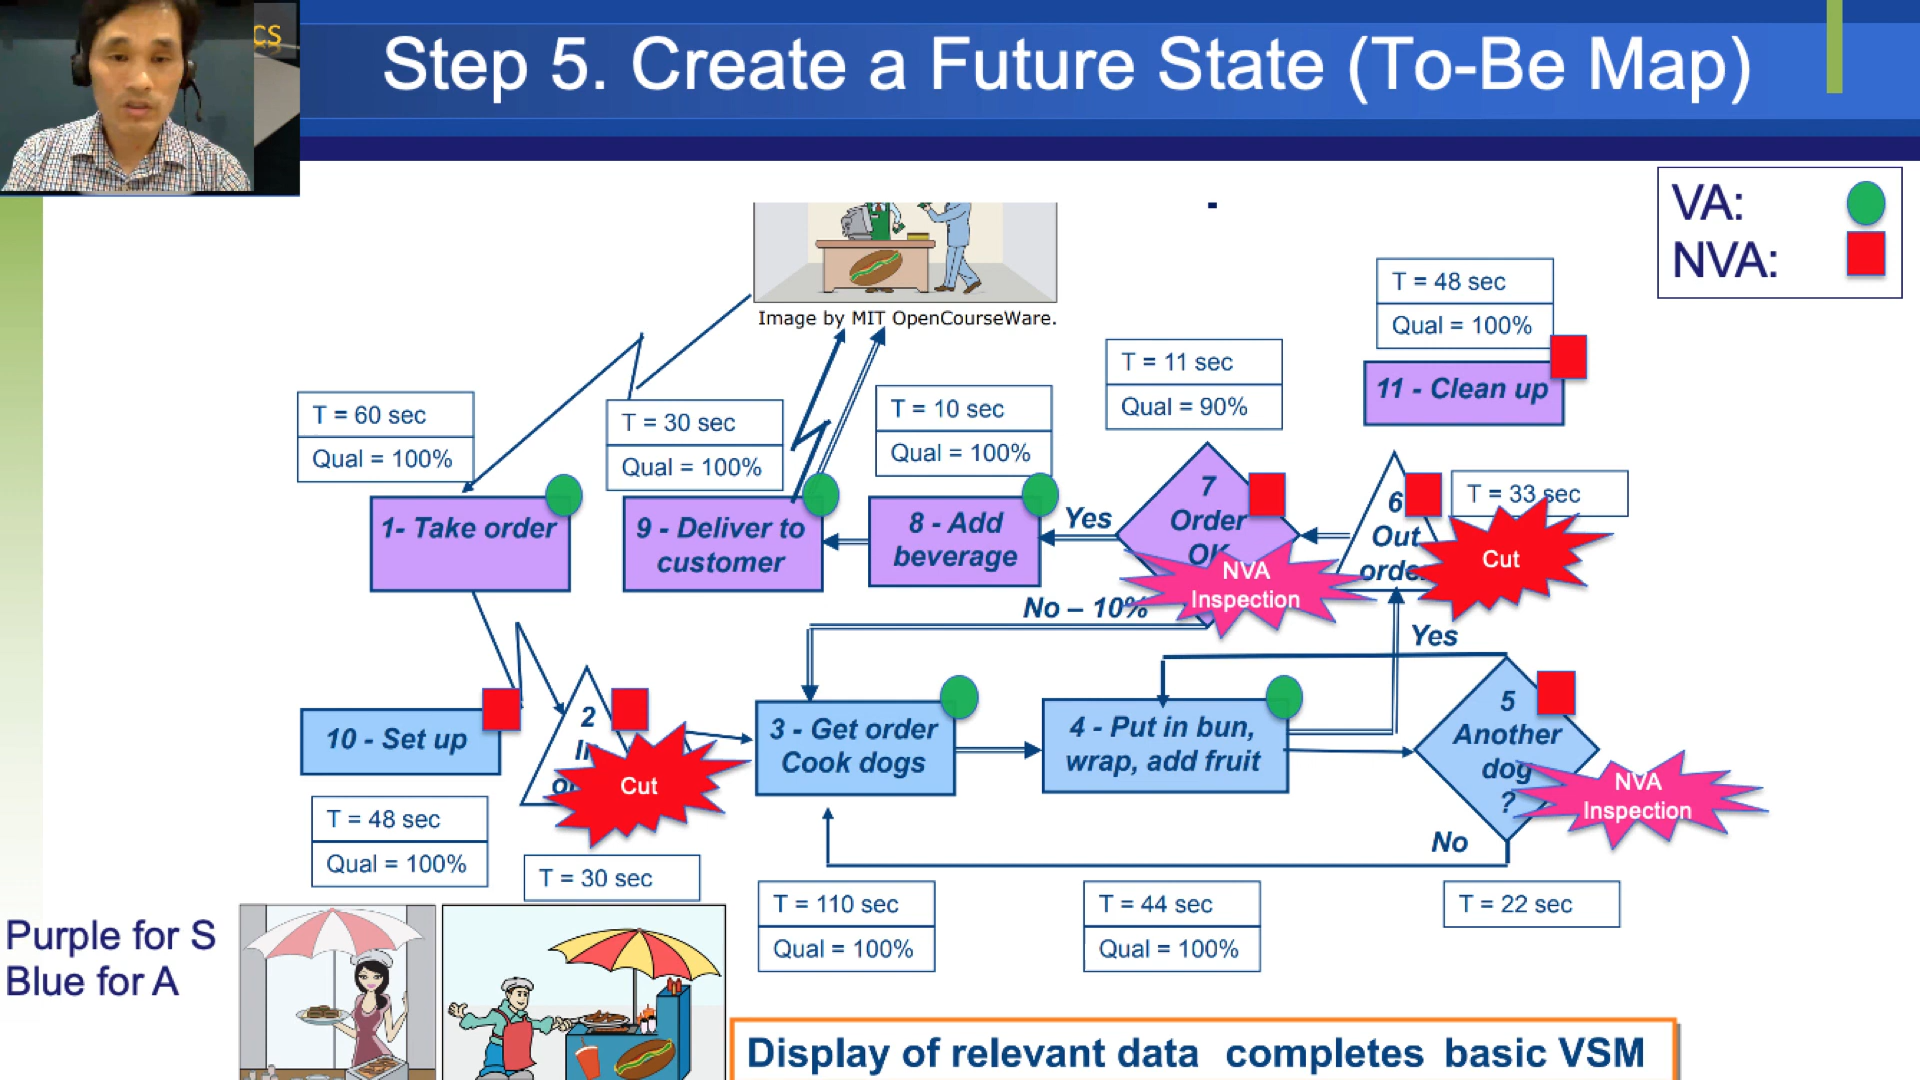 CS
Step 5. Create a Future State (To-Be Map)
VA:
NVA:
Image by MIT OpenCourseWare.
T = 48 sec
Qual = 100%
11 - Clean up
T = 11 sec
Qual = 90%
T = 10 sec
Qual = 100%
T = 30 sec
Qual = 100%
T = 60 sec
Qual = 100%
1- Take order
9 - Deliver to
customer
8 - Add
beverage
Yes
7
Order
NVA
Inspection
6
Out
T = 33 sec
Cut
No – 10%
Yes
10 - Set up
2
Cut
3 - Get order
Cook dogs
4 - Put in bun,
wrap, add fruit
5
Another
dog
?
NVA
Inspection
No
T = 48 sec
Qual = 100%
T = 30 sec
T = 110 sec
Qual = 100%
T = 44 sec
Qual = 100%
T = 22 sec
Purple for S
Blue for A
Display of relevant data completes basic VSM